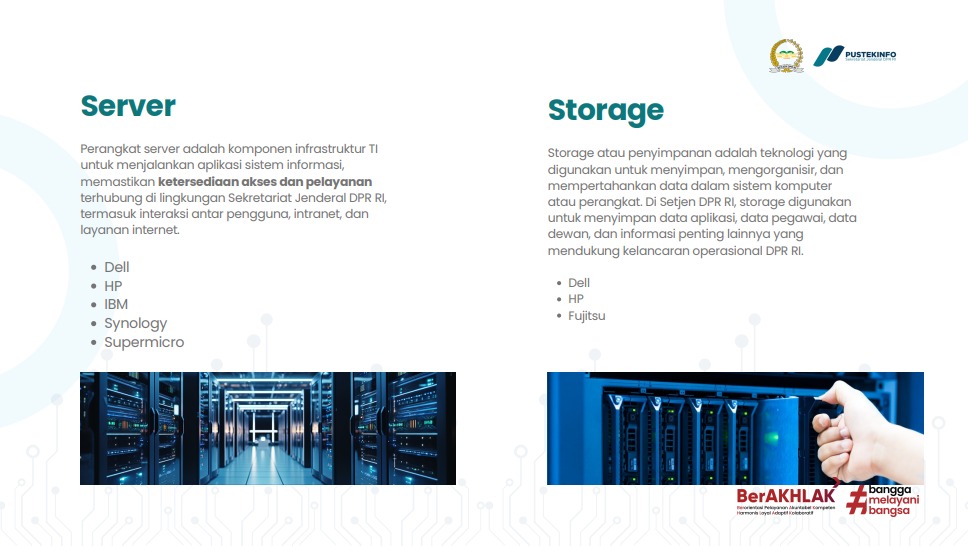 PUSTEKINFO
Sekretariat Jenderal DPR RI
Server
Perangkat server adalah komponen infrastruktur TI
untuk menjalankan aplikasi sistem informasi,
memastikan ketersediaan akses dan pelayanan
terhubung di lingkungan Sekretariat Jenderal DPR RI,
termasuk interaksi antar pengguna, intranet, dan
layanan internet.
Dell
HP
IBM
Synology
Supermicro
Storage
Storage atau penyimpanan adalah teknologi yang
digunakan untuk menyimpan, mengorganisir, dan
mempertahankan data dalam sistem komputer
atau perangkat. Di Setjen DPR RI, storage digunakan
untuk menyimpan data aplikasi, data pegawai, data
dewan, dan informasi penting lainnya yang
mendukung kelancaran operasional DPR RI.
Dell
HP
Fujitsu
BerAKHLAK
Berorientasi Pelayanan Akuntabel Kompeten
Harmonis Loyal Adaptif Kolaboratif
#bangga
melayani
bangsa